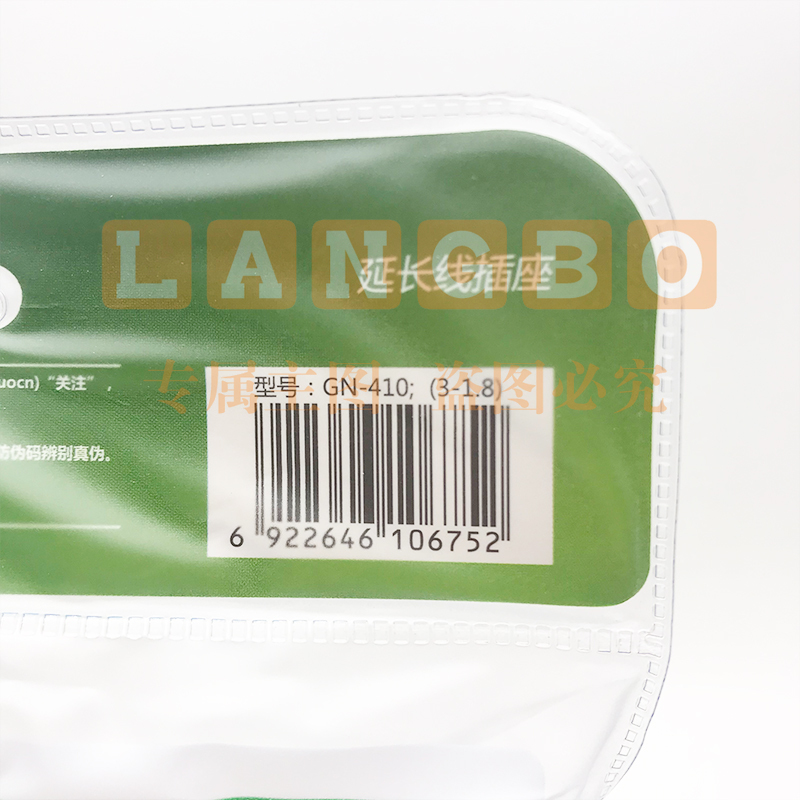 LANGBO
延长线插座
uocn)“关注”，
专属主图 盗图必究
型号：GN-410; (3-1.8)
防伪码辨别真伪。
6 922646 106752